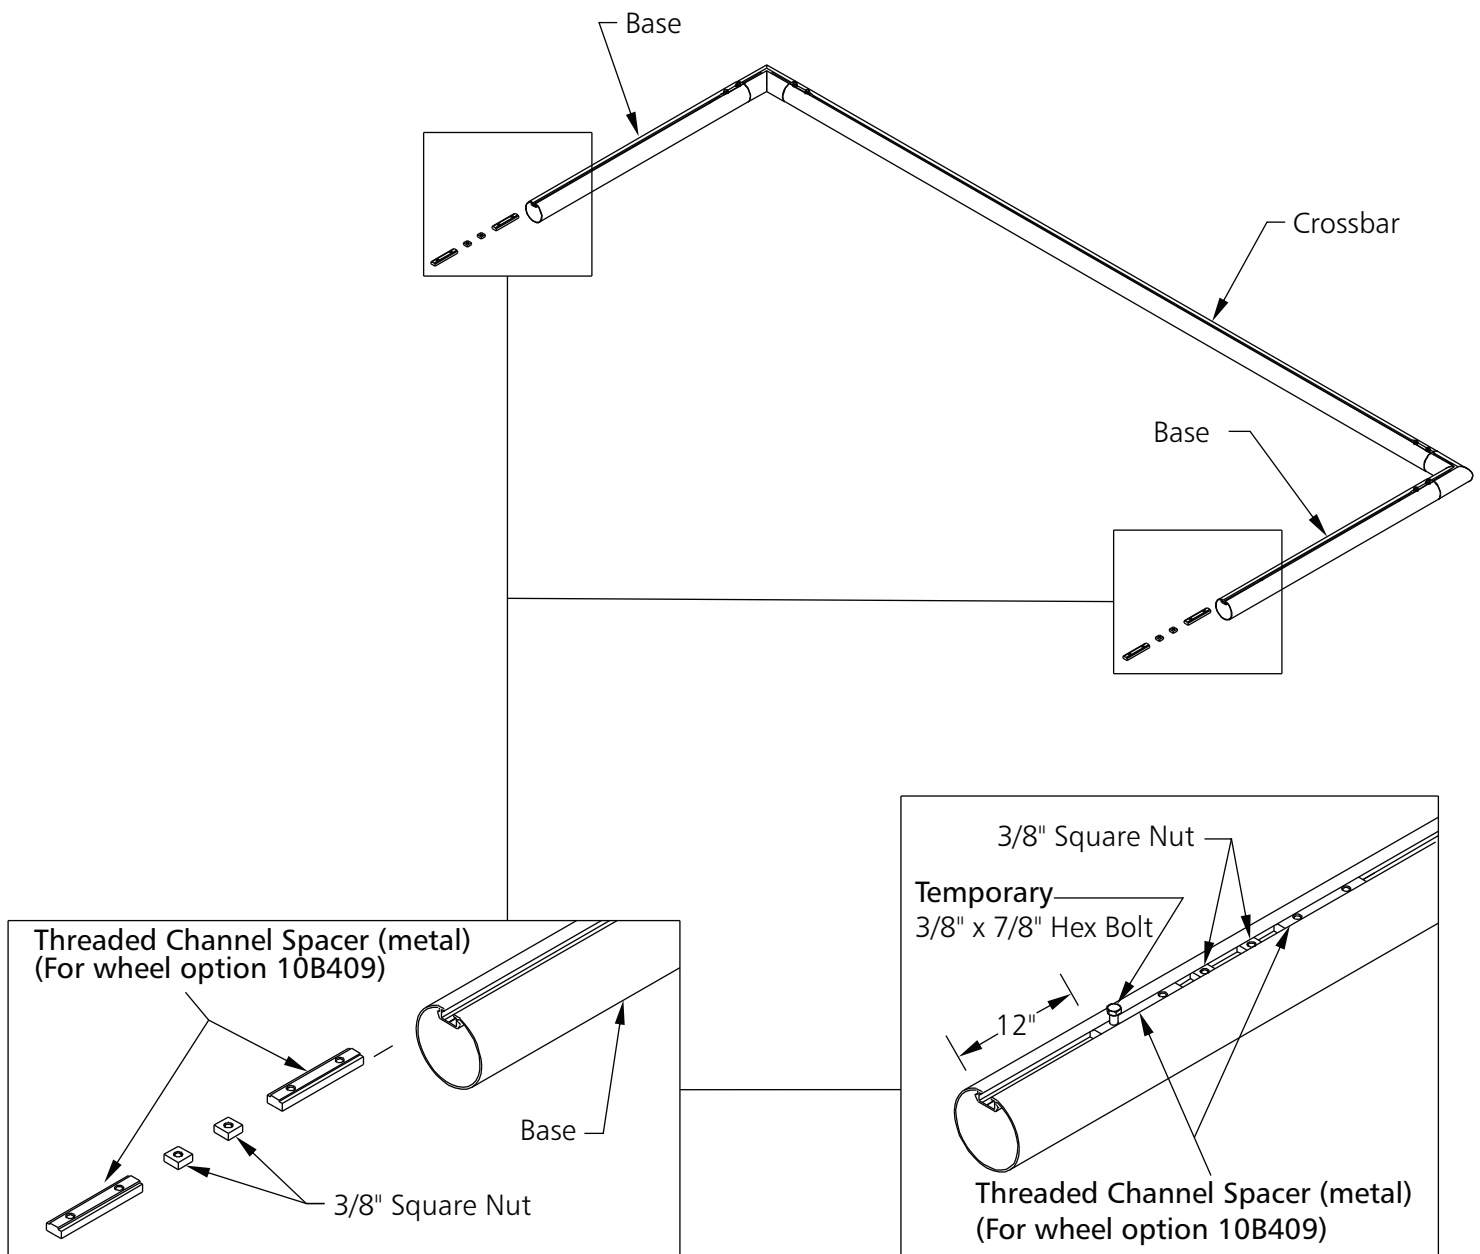 Base
Crossbar
Base
Threaded Channel Spacer (metal)
(For wheel option 10B409)
Base
3/8" Square Nut
3/8" Square Nut
Temporary
3/8" x 7/8" Hex Bolt
12"
Threaded Channel Spacer (metal)
(For wheel option 10B409)